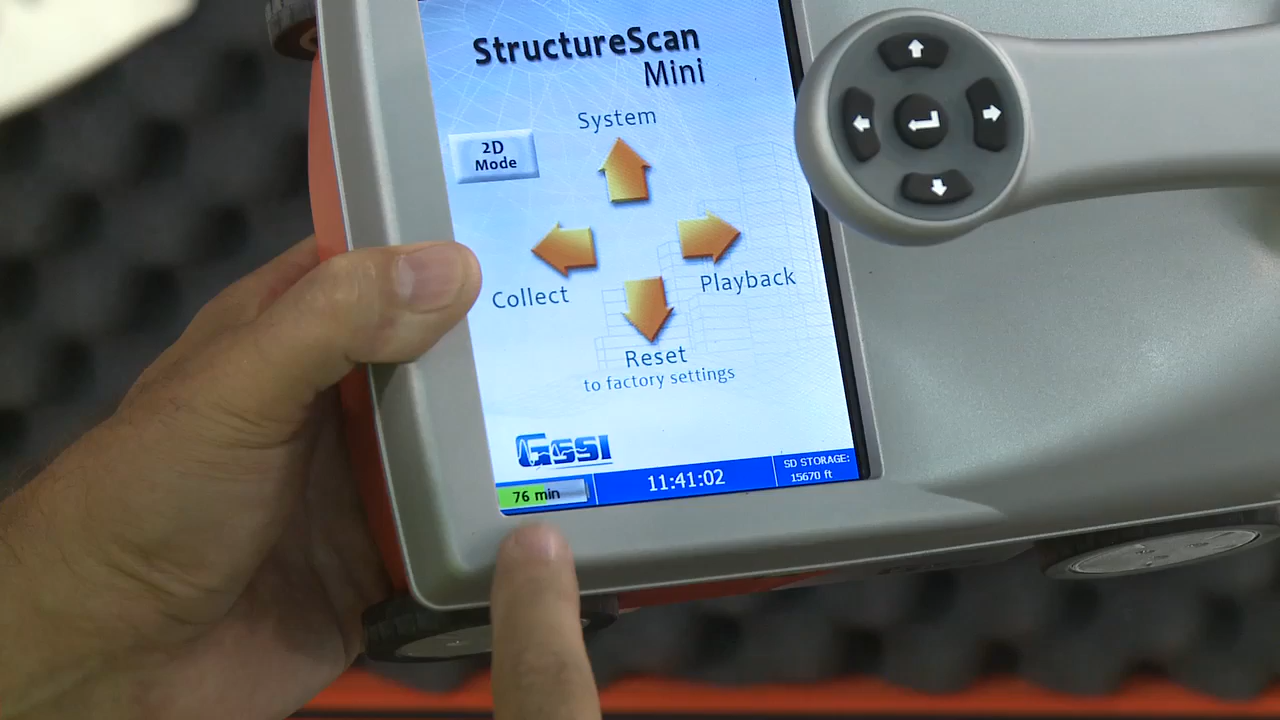 StructureScan
Mini
System
2D
Mode
Collect
Playback
Reset
to factory settings
GSSI
76 min
11:41:02
SD STORAGE:
15670 ft